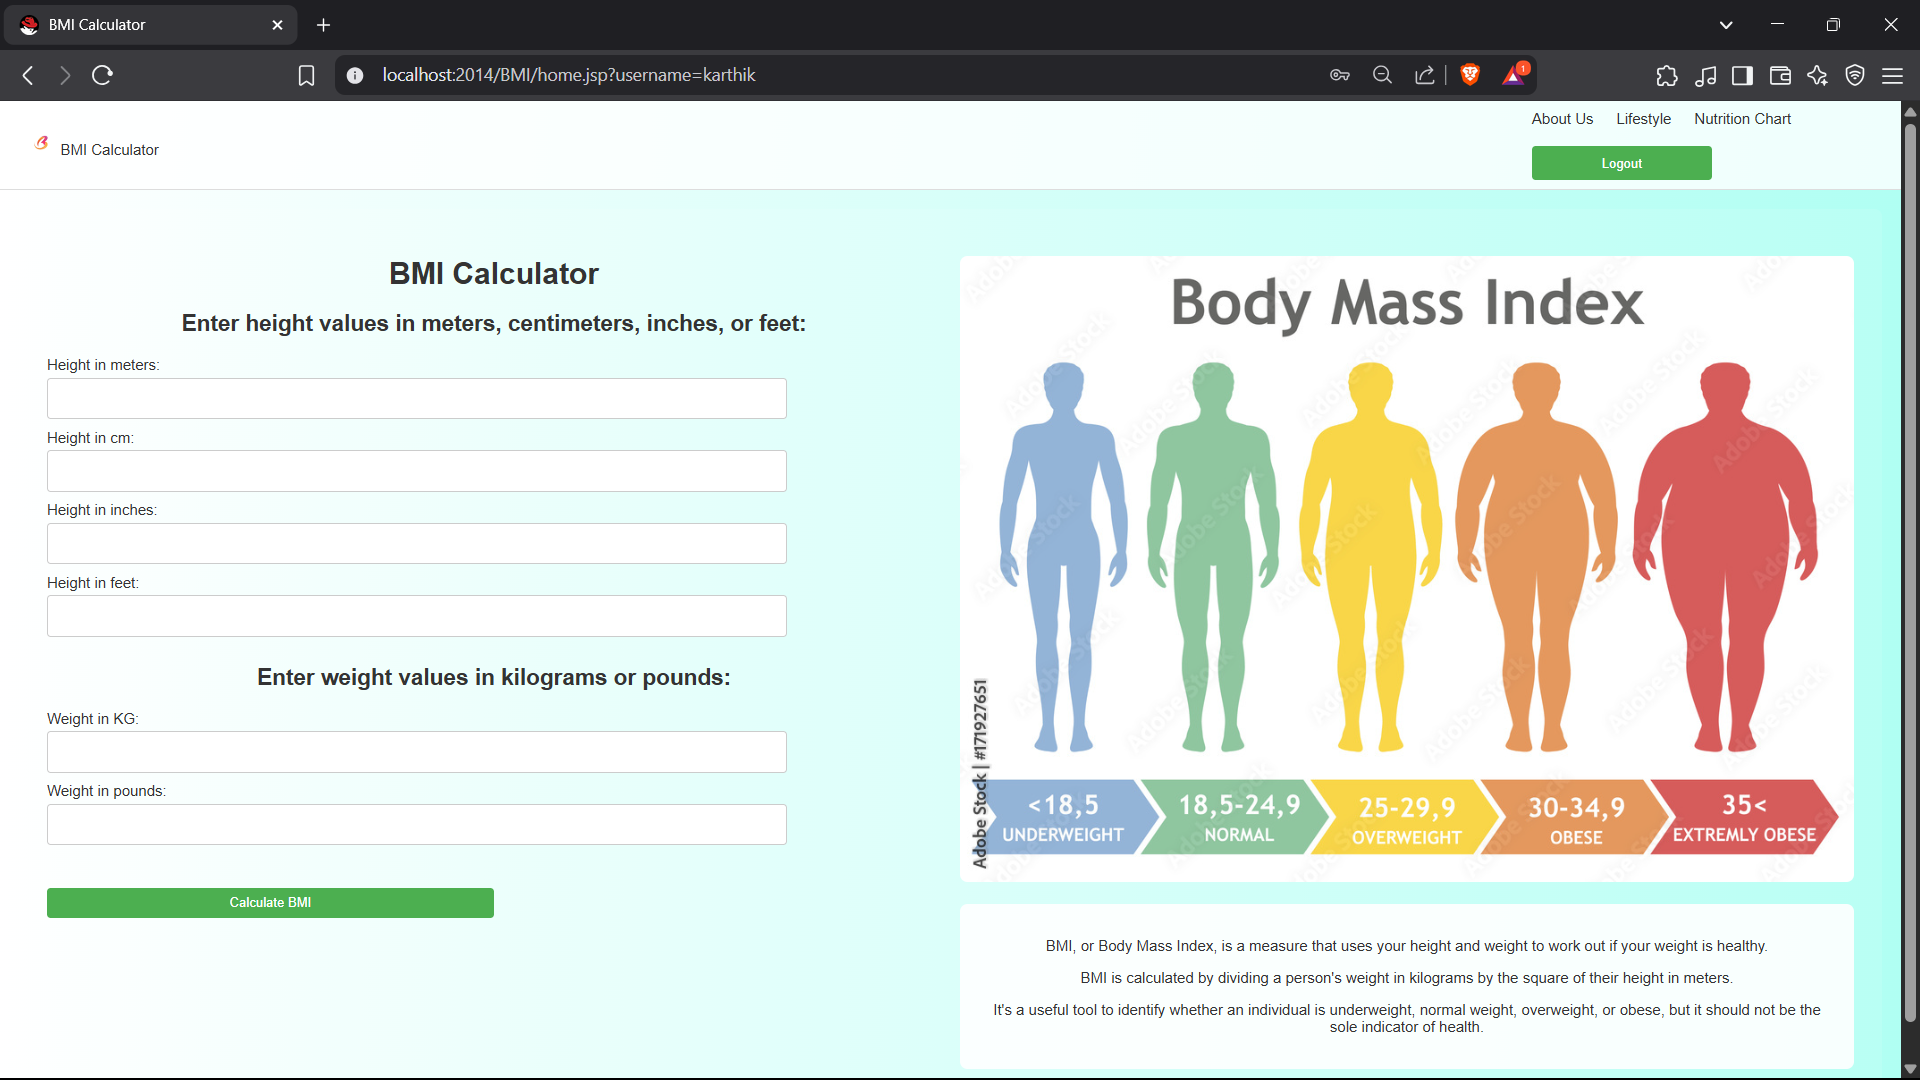 BMI Calculator
localhost:2014/BMI/home.jsp?username=karthik
1
BMI Calculator
About Us Lifestyle Nutrition Chart
Logout
BMI Calculator
Enter height values in meters, centimeters, inches, or feet:
Height in meters:
Height in cm:
Height in inches:
Height in feet:
Enter weight values in kilograms or pounds:
Weight in KG:
Weight in pounds:
Calculate BMI
Body Mass Index
<18,5
UNDERWEIGHT
18,5-24,9
NORMAL
25-29,9
OVERWEIGHT
30-34,9
OBESE
35<
EXTREMLY OBESE
Adobe Stock | #171927651
BMI, or Body Mass Index, is a measure that uses your height and weight to work out if your weight is healthy.
BMI is calculated by dividing a person's weight in kilograms by the square of their height in meters.
It's a useful tool to identify whether an individual is underweight, normal weight, overweight, or obese, but it should not be the
sole indicator of health.